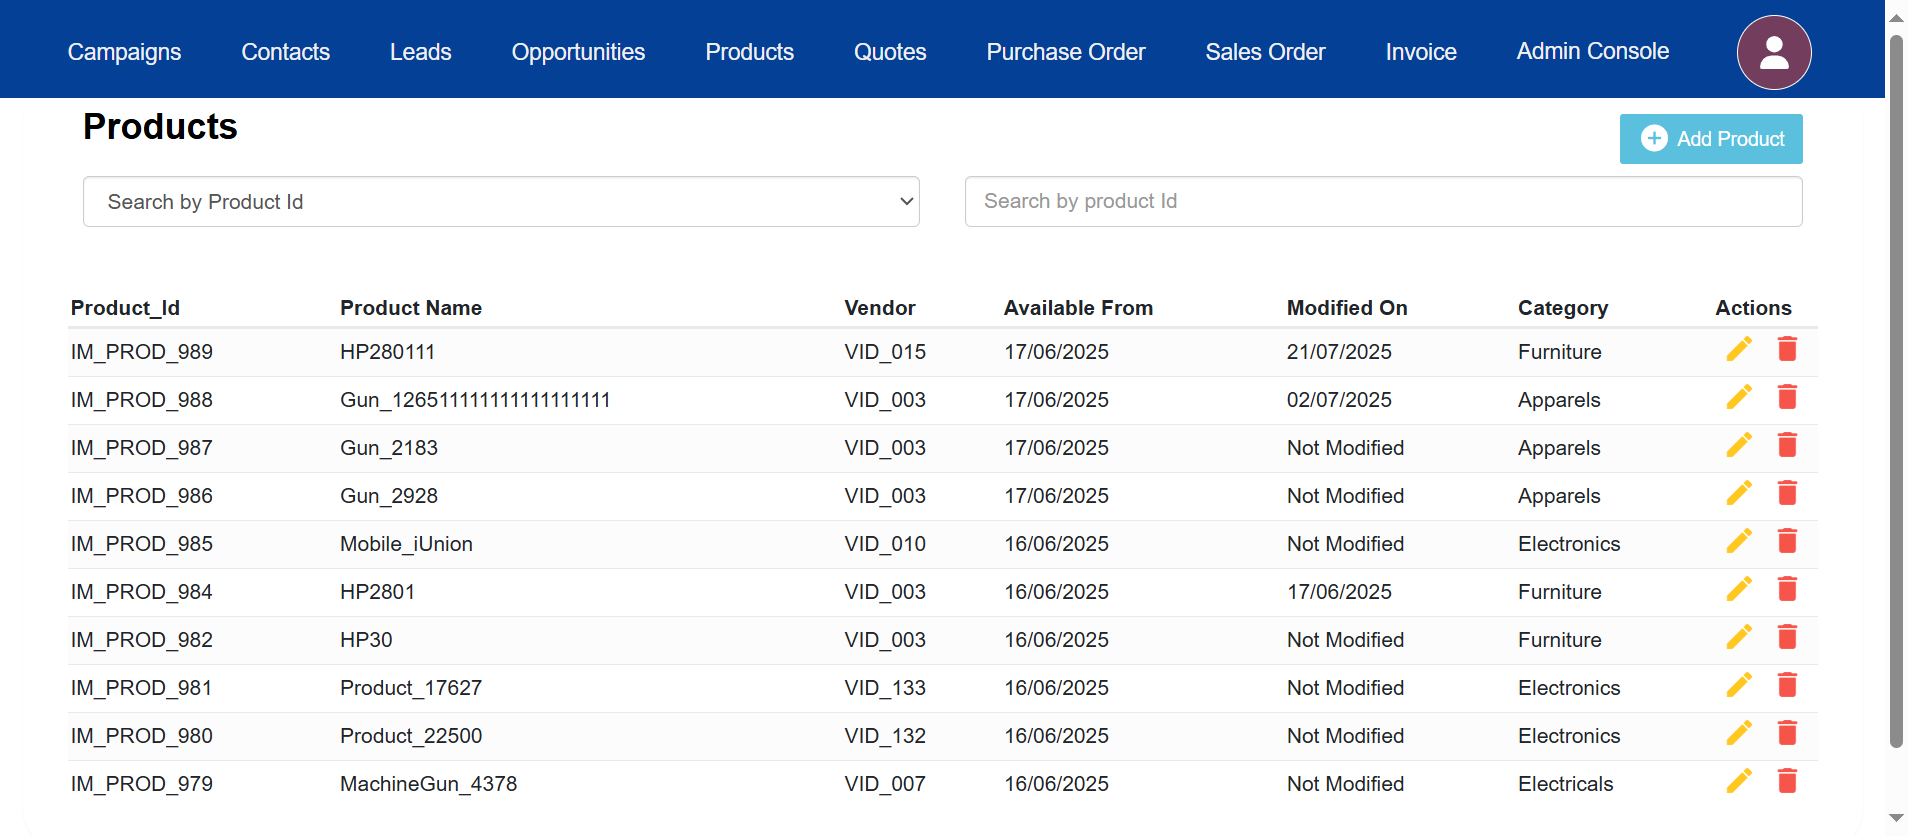 Campaigns Contacts Leads Opportunities Products Quotes Purchase Order Sales Order Invoice Admin Console
Products
Add Product
Search by Product Id Search by product Id
Product_Id Product Name Vendor Available From Modified On Category Actions
IM_PROD_989 HP280111 VID_015 17/06/2025 21/07/2025 Furniture
IM_PROD_988 Gun_126511111111111111111 VID_003 17/06/2025 02/07/2025 Apparels
IM_PROD_987 Gun_2183 VID_003 17/06/2025 Not Modified Apparels
IM_PROD_986 Gun_2928 VID_003 17/06/2025 Not Modified Apparels
IM_PROD_985 Mobile_iUnion VID_010 16/06/2025 Not Modified Electronics
IM_PROD_984 HP2801 VID_003 16/06/2025 17/06/2025 Furniture
IM_PROD_982 HP30 VID_003 16/06/2025 Not Modified Furniture
IM_PROD_981 Product_17627 VID_133 16/06/2025 Not Modified Electronics
IM_PROD_980 Product_22500 VID_132 16/06/2025 Not Modified Electronics
IM_PROD_979 MachineGun_4378 VID_007 16/06/2025 Not Modified Electricals